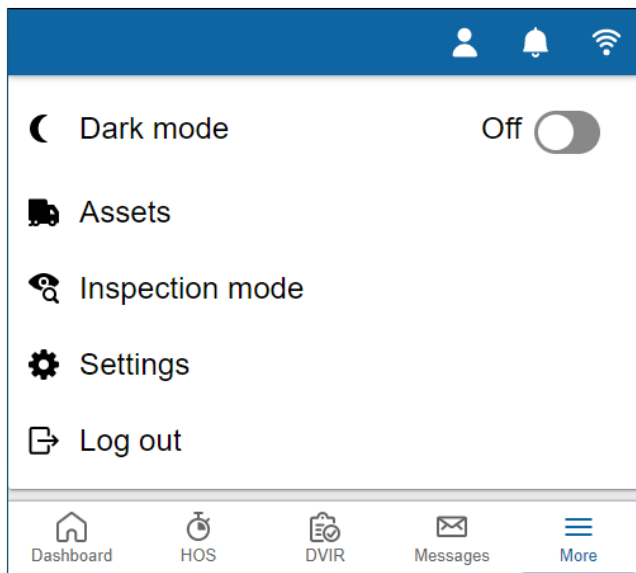 Dark mode Off
Assets
Inspection mode
Settings
Log out
Dashboard HOS DVIR Messages More